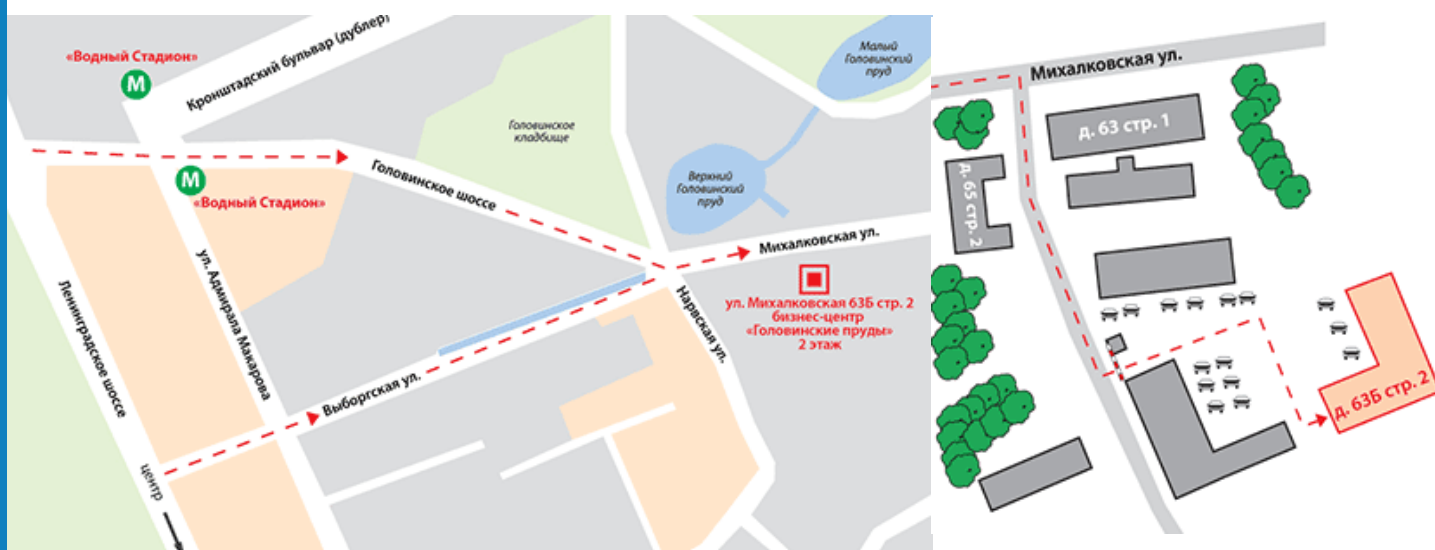 «Водный Стадион»
М
Кронштадский бульвар (дублер)
Малый
Головинский
пруд
Головинское
кладбище
Головинское шоссе
Верхний
Головинский
пруд
М
«Водный Стадион»
Михалковская ул.
ул. Адмирала Макарова
Ленинградское шоссе
Нарвская ул.
ул. Михалковская 63Б стр. 2
бизнес-центр
«Головинские пруды»
2 этаж
Выборгская ул.
центр
Михалковская ул.
д. 63 стр. 1
д. 65 стр. 2
д. 63Б стр. 2